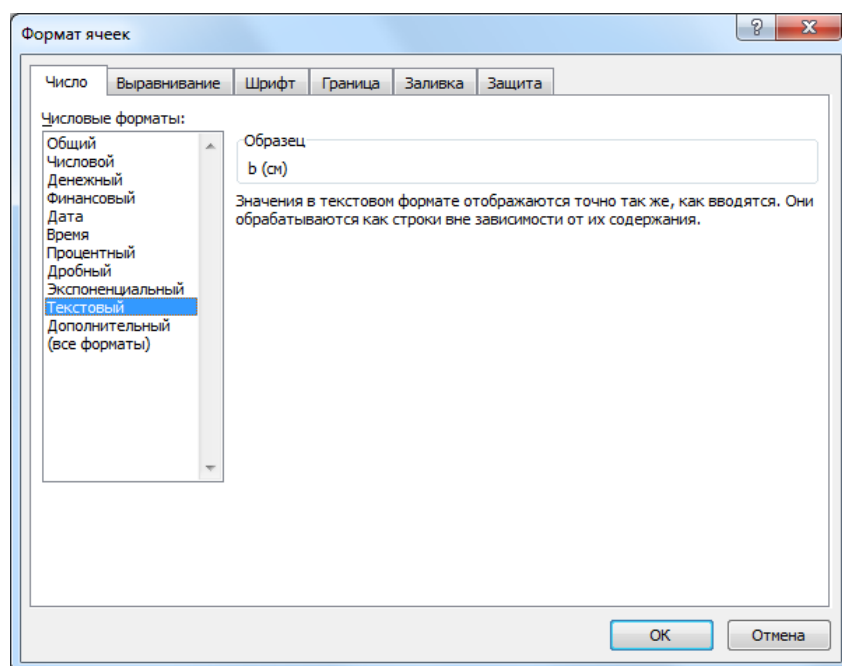 Формат ячеек
Число Выравнивание Шрифт Граница Заливка Защита
Числовые форматы:
Общий
Числовой
Денежный
Финансовый
Дата
Время
Процентный
Дробный
Экспоненциальный
Текстовый
Дополнительный
(все форматы)
Образец
b (см)
Значения в текстовом формате отображаются точно так же, как вводятся. Они
обрабатываются как строки вне зависимости от их содержания.
ОК Отмена